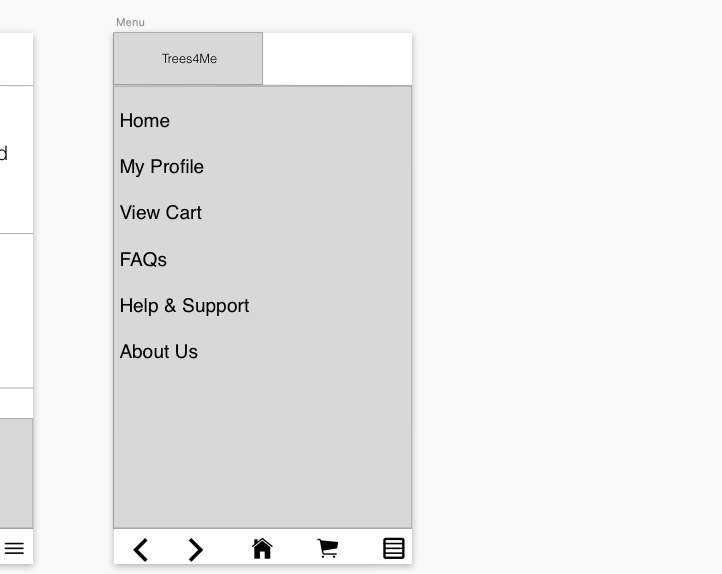 Menu
Trees4Me
d
Home
My Profile
View Cart
FAQs
Help & Support
About Us